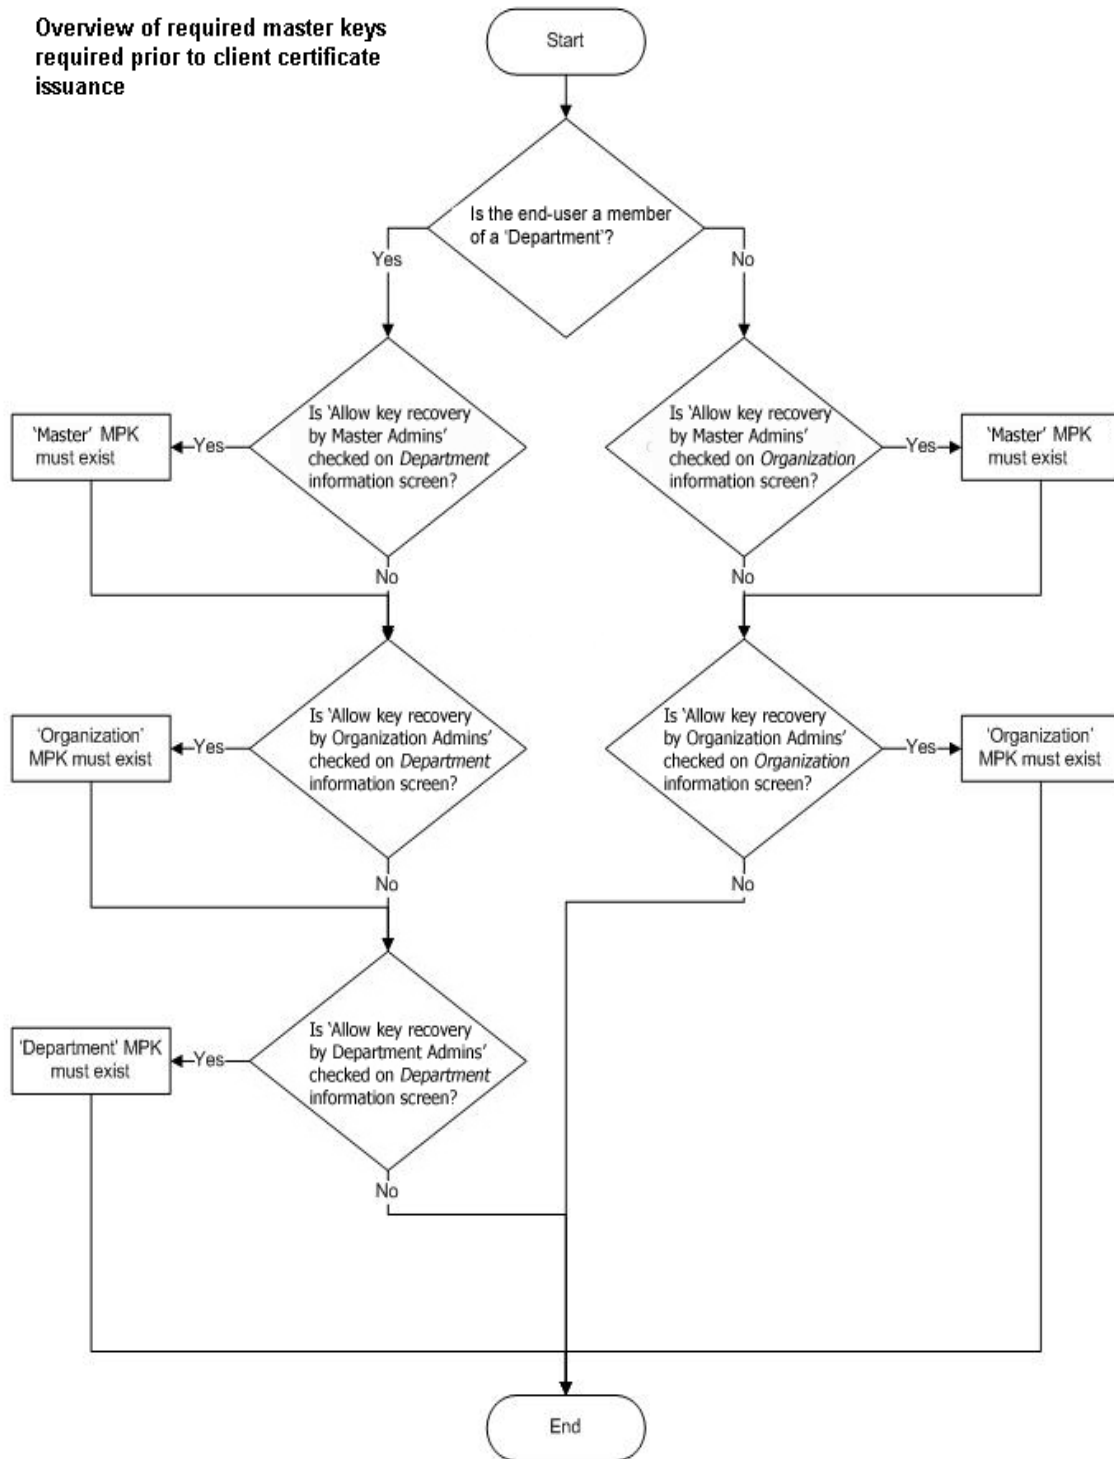 Overview of required master keys
required prior to client certificate
issuance
Start
Is the end-user a member
of a 'Department'?
Yes
No
Is 'Allow key recovery
by Master Admins'
checked on Department
information screen?
Yes
'Master' MPK
must exist
No
Is 'Allow key recovery
by Master Admins'
checked on Organization
information screen?
Yes
'Master' MPK
must exist
No
Is 'Allow key recovery
by Organization Admins'
checked on Department
information screen?
Yes
'Organization'
MPK must exist
No
Is 'Allow key recovery
by Organization Admins'
checked on Organization
information screen?
Yes
'Organization'
MPK must exist
No
Is 'Allow key recovery
by Department Admins'
checked on Department
information screen?
Yes
'Department' MPK
must exist
No
End